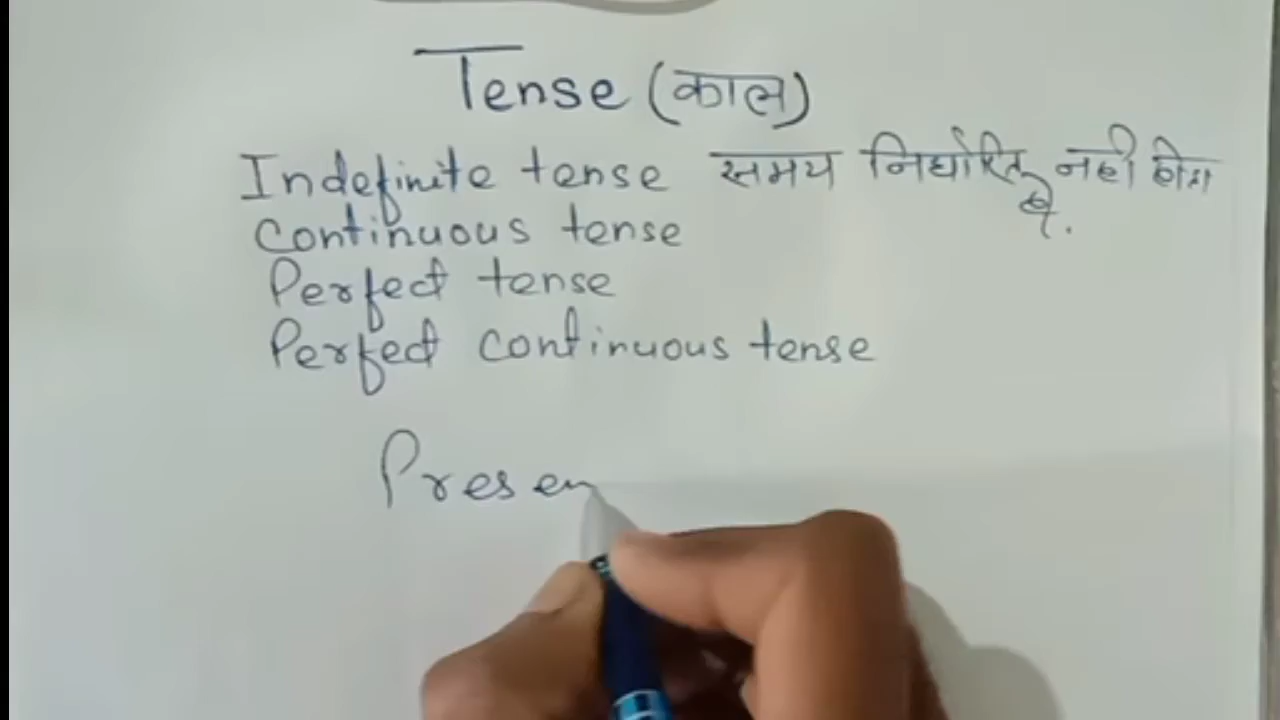 Tense (काल)
Indefinite tense समय निर्धारित नही होता है.
Continuous tense
Perfect tense
Perfect continuous tense
Presen